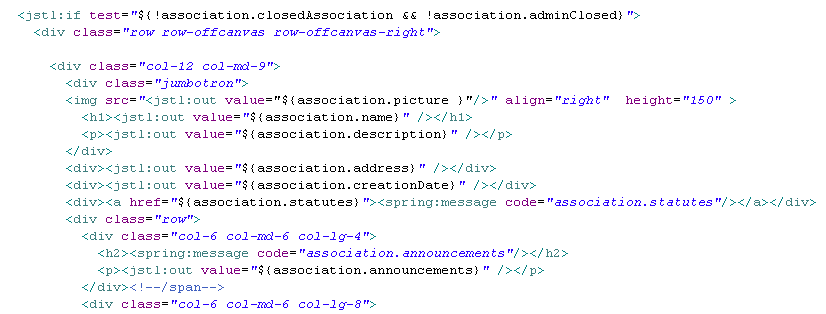 <jstl:if test="${!association.closedAssociation && !association.adminClosed}">
<div class="row row-offcanvas row-offcanvas-right">
<div class="col-12 col-md-9">
<div class="jumbotron">
<img src="<jstl:out value="${association.picture }"/>" align="right"  height="150" >
<h1><jstl:out value="${association.name}" /></h1>
<p><jstl:out value="${association.description}" /></p>
</div>
<div><jstl:out value="${association.address}" /></div>
<div><jstl:out value="${association.creationDate}" /></div>
<div><a href="${association.statutes}"><spring:message code="association.statutes"/></a></div>
<div class="row">
<div class="col-6 col-md-6 col-lg-4">
<h2><spring:message code="association.announcements"/></h2>
<p><jstl:out value="${association.announcements}" /></p>
</div><!--/span-->
<div class="col-6 col-md-6 col-lg-8">